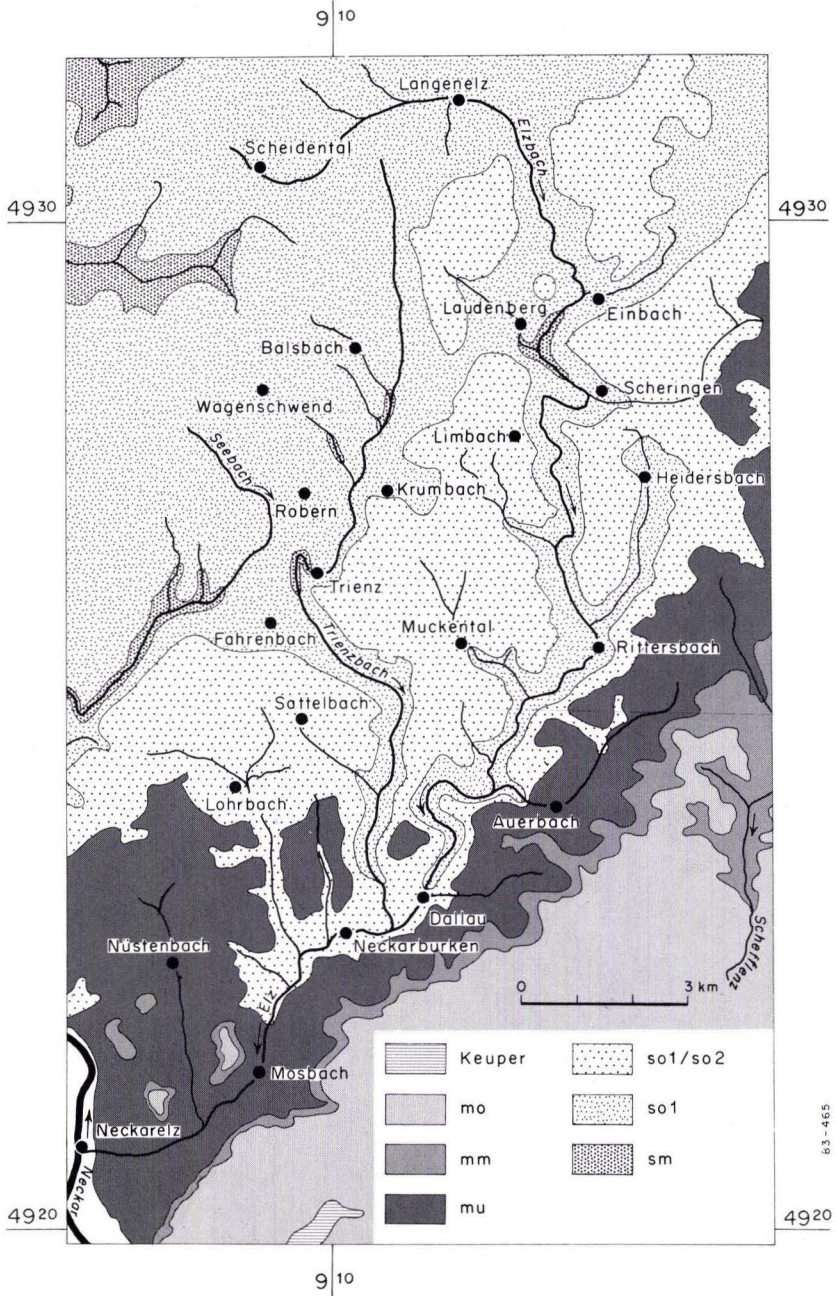 9 10
Langenelz
Elzbach
Scheidental
49 30
49 30
Laudenberg
Einbach
Balsbach
Scheringen
Wagenschwend
Limbach
Seebach
Heidersbach
Krumbach
Robern
Trienz
Muckental
Fahrenbach
Trienzbach
Rittersbach
Sattelbach
Lohrbach
Auerbach
Dallau
Schefflenz
Nüstenbach
Neckarburken
0 3 km
Elz
Keuper
so1/so2
Mosbach
mo
so1
Neckarelz
mm
sm
Neckar
mu
83-465
49 20
49 20
9 10